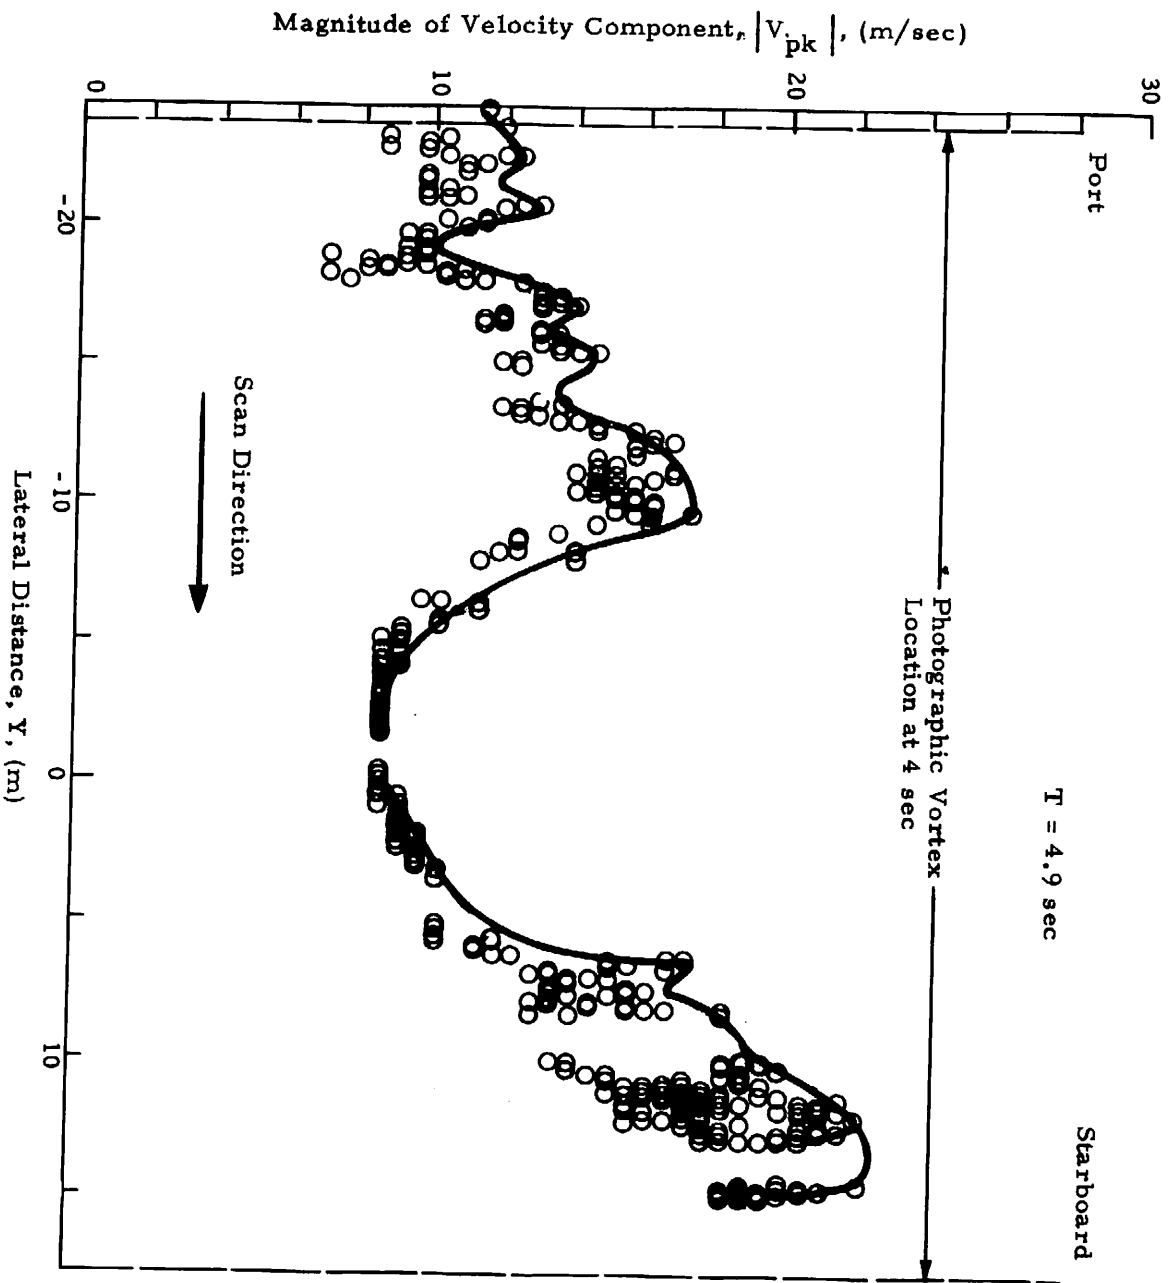 Magnitude of Velocity Component, |V_pk|, (m/sec)
0
10
20
30
Port
Starboard
T = 4.9 sec
Photographic Vortex
Location at 4 sec
Scan Direction
-20
-10
0
10
Lateral Distance, Y, (m)